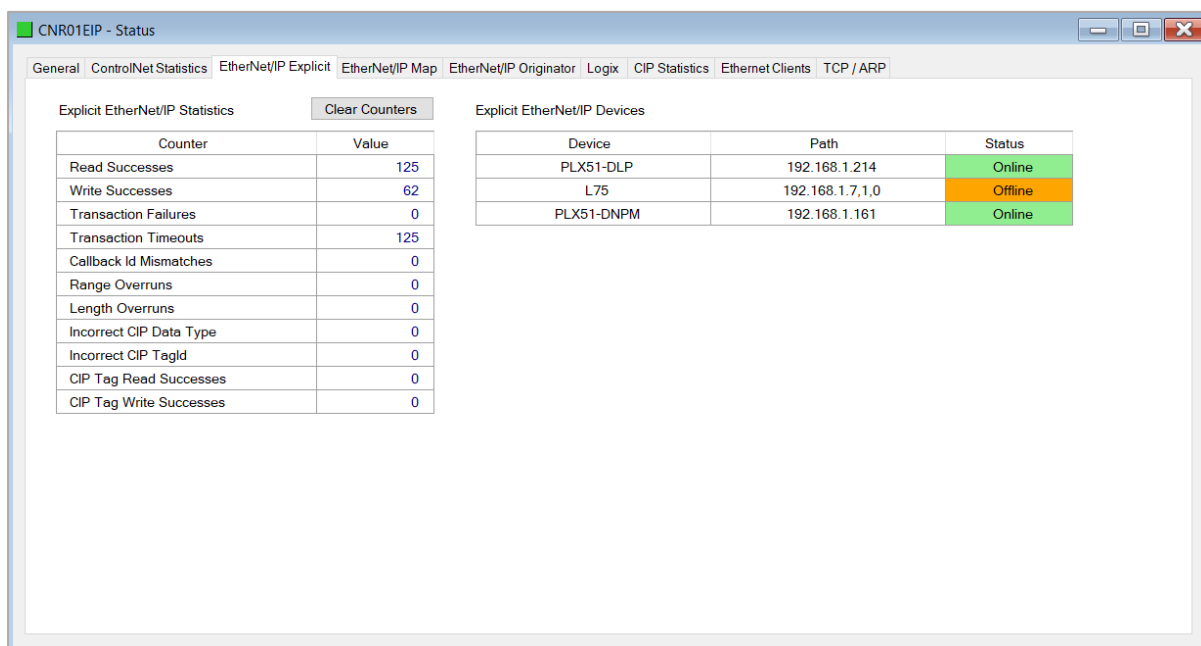 CNR01EIP - Status
General ControlNet Statistics EtherNet/IP Explicit EtherNet/IP Map EtherNet/IP Originator Logix CIP Statistics Ethernet Clients TCP / ARP
Explicit EtherNet/IP Statistics Clear Counters
Counter Value
Read Successes 125
Write Successes 62
Transaction Failures 0
Transaction Timeouts 125
Callback Id Mismatches 0
Range Overruns 0
Length Overruns 0
Incorrect CIP Data Type 0
Incorrect CIP TagId 0
CIP Tag Read Successes 0
CIP Tag Write Successes 0
Explicit EtherNet/IP Devices
Device Path Status
PLX51-DLP 192.168.1.214 Online
L75 192.168.1.7,1,0 Offline
PLX51-DNPM 192.168.1.161 Online